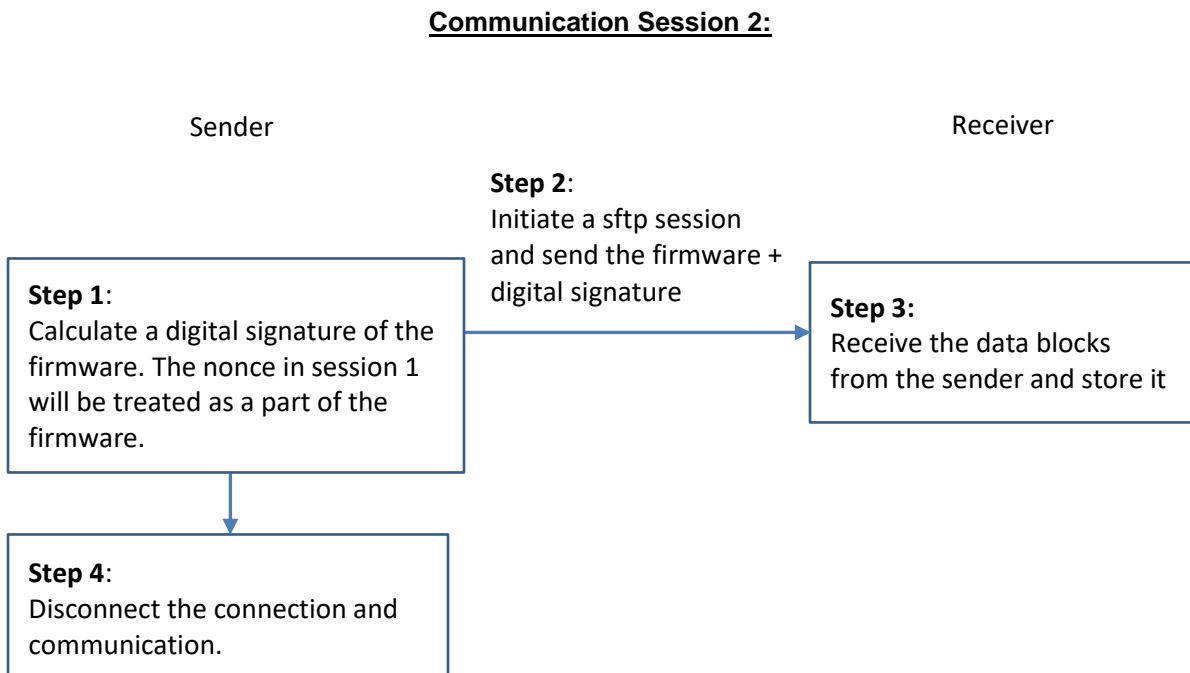 Communication Session 2:
Sender
Receiver
Step 2:
Initiate a sftp session
and send the firmware +
digital signature
Step 1:
Calculate a digital signature of the
firmware. The nonce in session 1
will be treated as a part of the
firmware.
Step 3:
Receive the data blocks
from the sender and store it
Step 4:
Disconnect the connection and
communication.